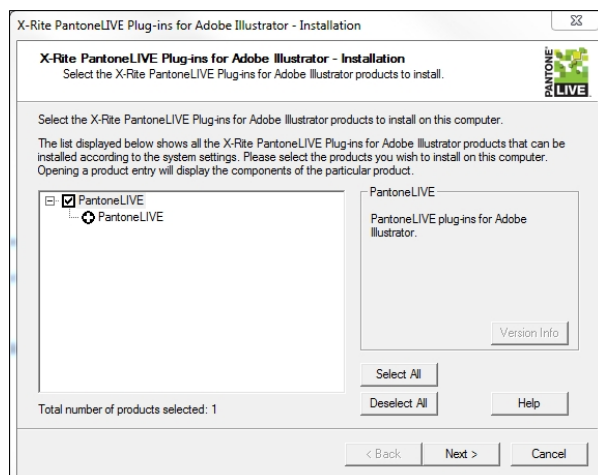 X-Rite PantoneLIVE Plug-ins for Adobe Illustrator - Installation
X-Rite PantoneLIVE Plug-ins for Adobe Illustrator - Installation
Select the X-Rite PantoneLIVE Plug-ins for Adobe Illustrator products to install.
PANTONE
LIVE
Select the X-Rite PantoneLIVE Plug-ins for Adobe Illustrator products to install on this computer.
The list displayed below shows all the X-Rite PantoneLIVE Plug-ins for Adobe Illustrator products that can be
installed according to the system settings. Please select the products you wish to install on this computer.
Opening a product entry will display the components of the particular product.
PantoneLIVE
PantoneLIVE
PantoneLIVE
PantoneLIVE plug-ins for Adobe
Illustrator.
Version Info
Select All
Total number of products selected: 1
Deselect All
Help
< Back
Next >
Cancel